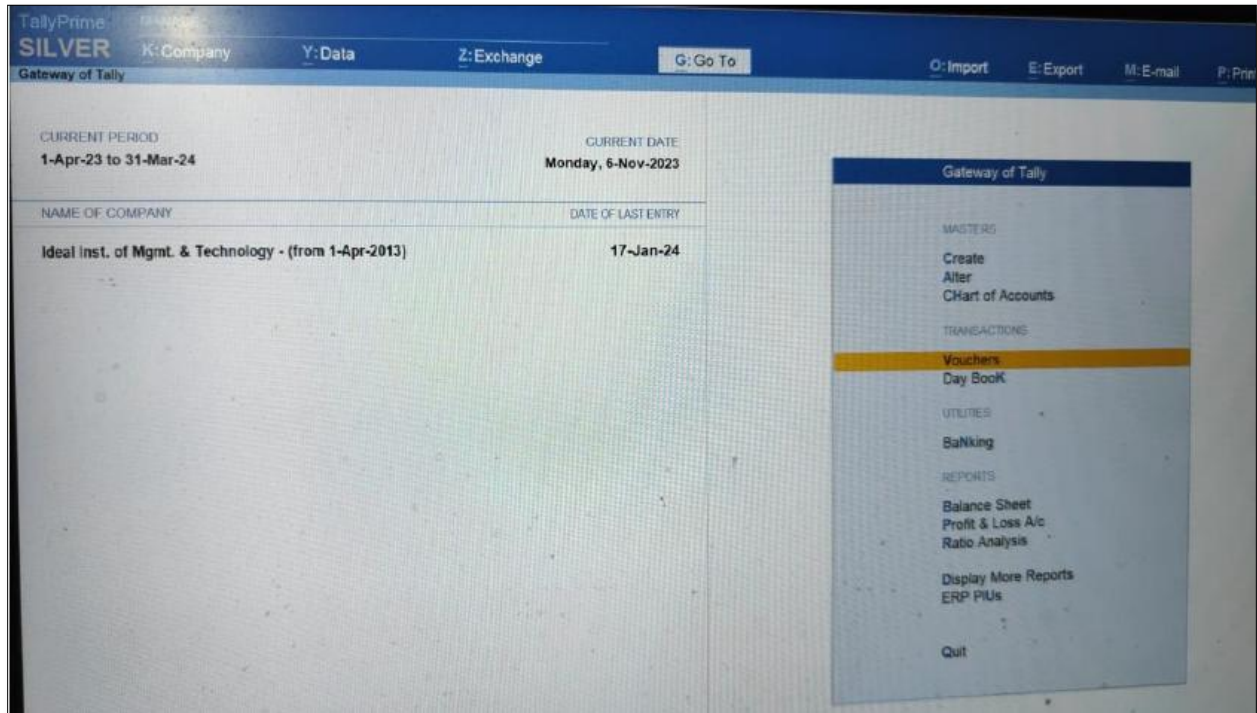 TallyPrime MANAGE
SILVER K:Company Y:Data Z:Exchange G:Go To O:Import E:Export M:E-mail P:Prin
Gateway of Tally
CURRENT PERIOD CURRENT DATE
1-Apr-23 to 31-Mar-24 Monday, 6-Nov-2023
NAME OF COMPANY DATE OF LAST ENTRY
Ideal Inst. of Mgmt. & Technology - (from 1-Apr-2013) 17-Jan-24
Gateway of Tally
MASTERS
Create
Alter
CHart of Accounts
TRANSACTIONS
Vouchers
Day BooK
UTILITIES
BaNking
REPORTS
Balance Sheet
Profit & Loss A/c
Ratio Analysis
Display More Reports
ERP PlUs
Quit